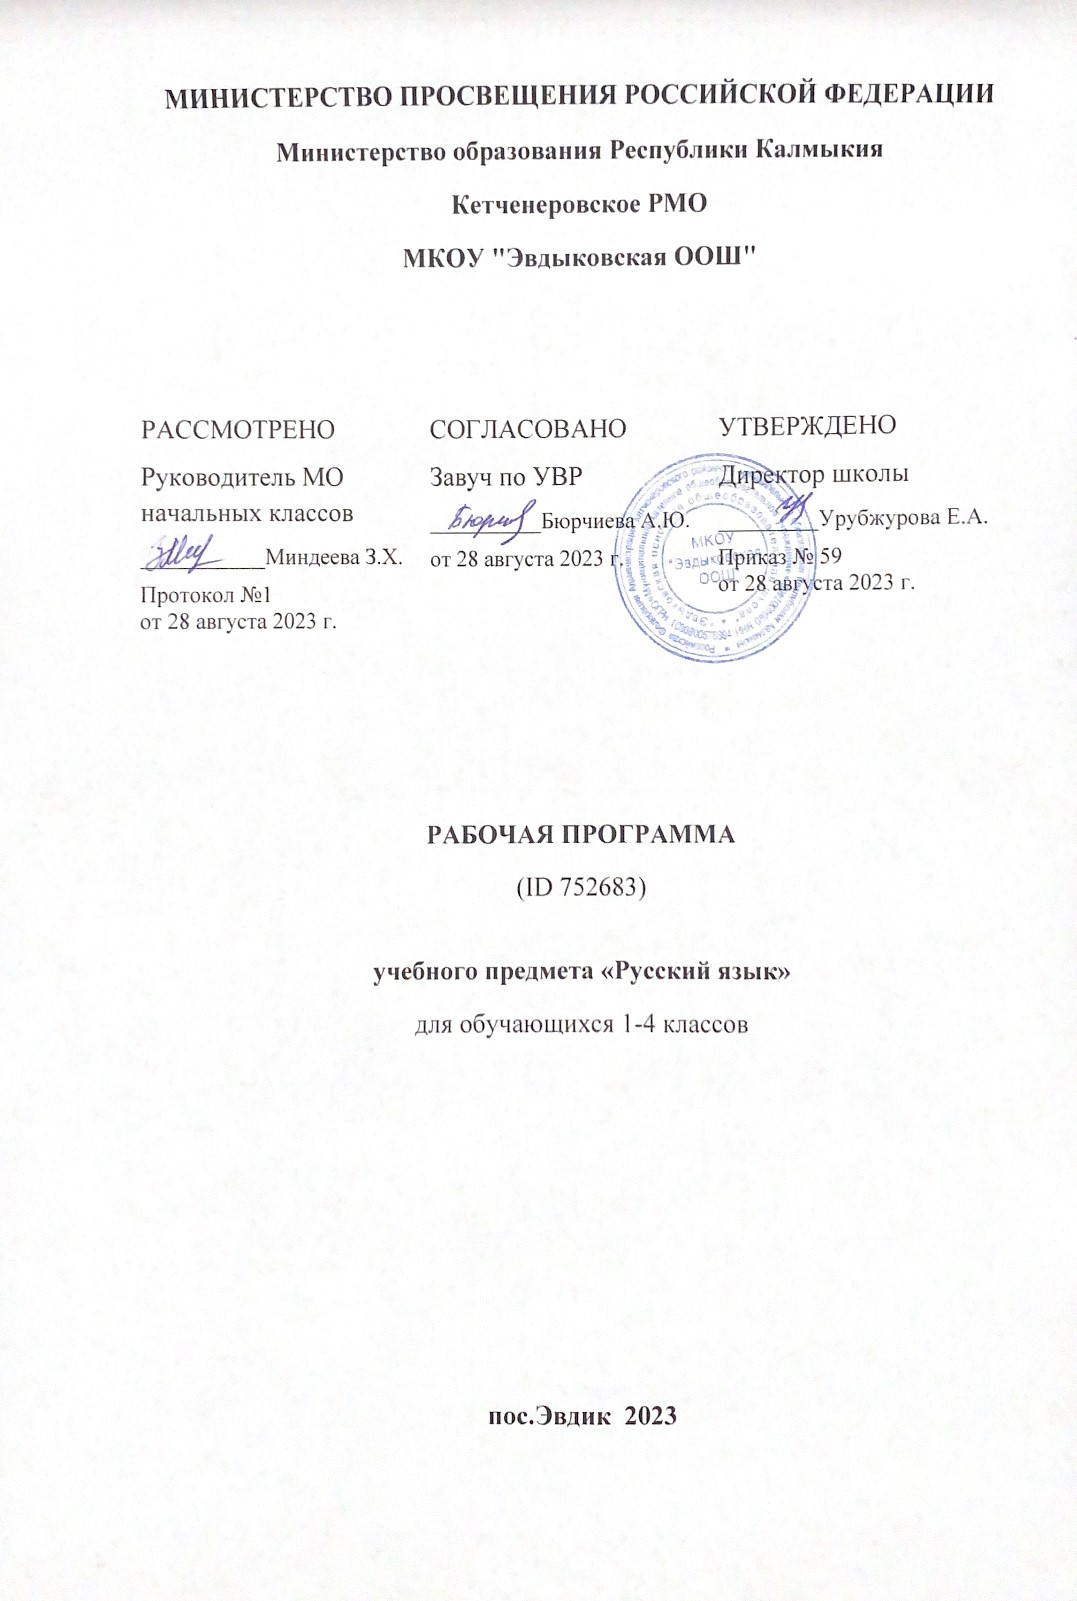 МИНИСТЕРСТВО ПРОСВЕЩЕНИЯ РОССИЙСКОЙ ФЕДЕРАЦИИ
Министерство образования Республики Калмыкия
Кетченеровское РМО
МКОУ "Эвдыковская ООШ"
РАССМОТРЕНО
Руководитель МО
начальных классов
__________Миндеева З.Х.
Протокол №1
от 28 августа 2023 г.
СОГЛАСОВАНО
Завуч по УВР
_________Бюрчиева А.Ю.
от 28 августа 2023 г.
УТВЕРЖДЕНО
Директор школы
_________Урубжурова Е.А.
Приказ № 59
от 28 августа 2023 г.
МКОУ
"Эвдыковская
ООШ"
РАБОЧАЯ ПРОГРАММА
(ID 752683)
учебного предмета «Русский язык»
для обучающихся 1-4 классов
пос.Эвдик 2023